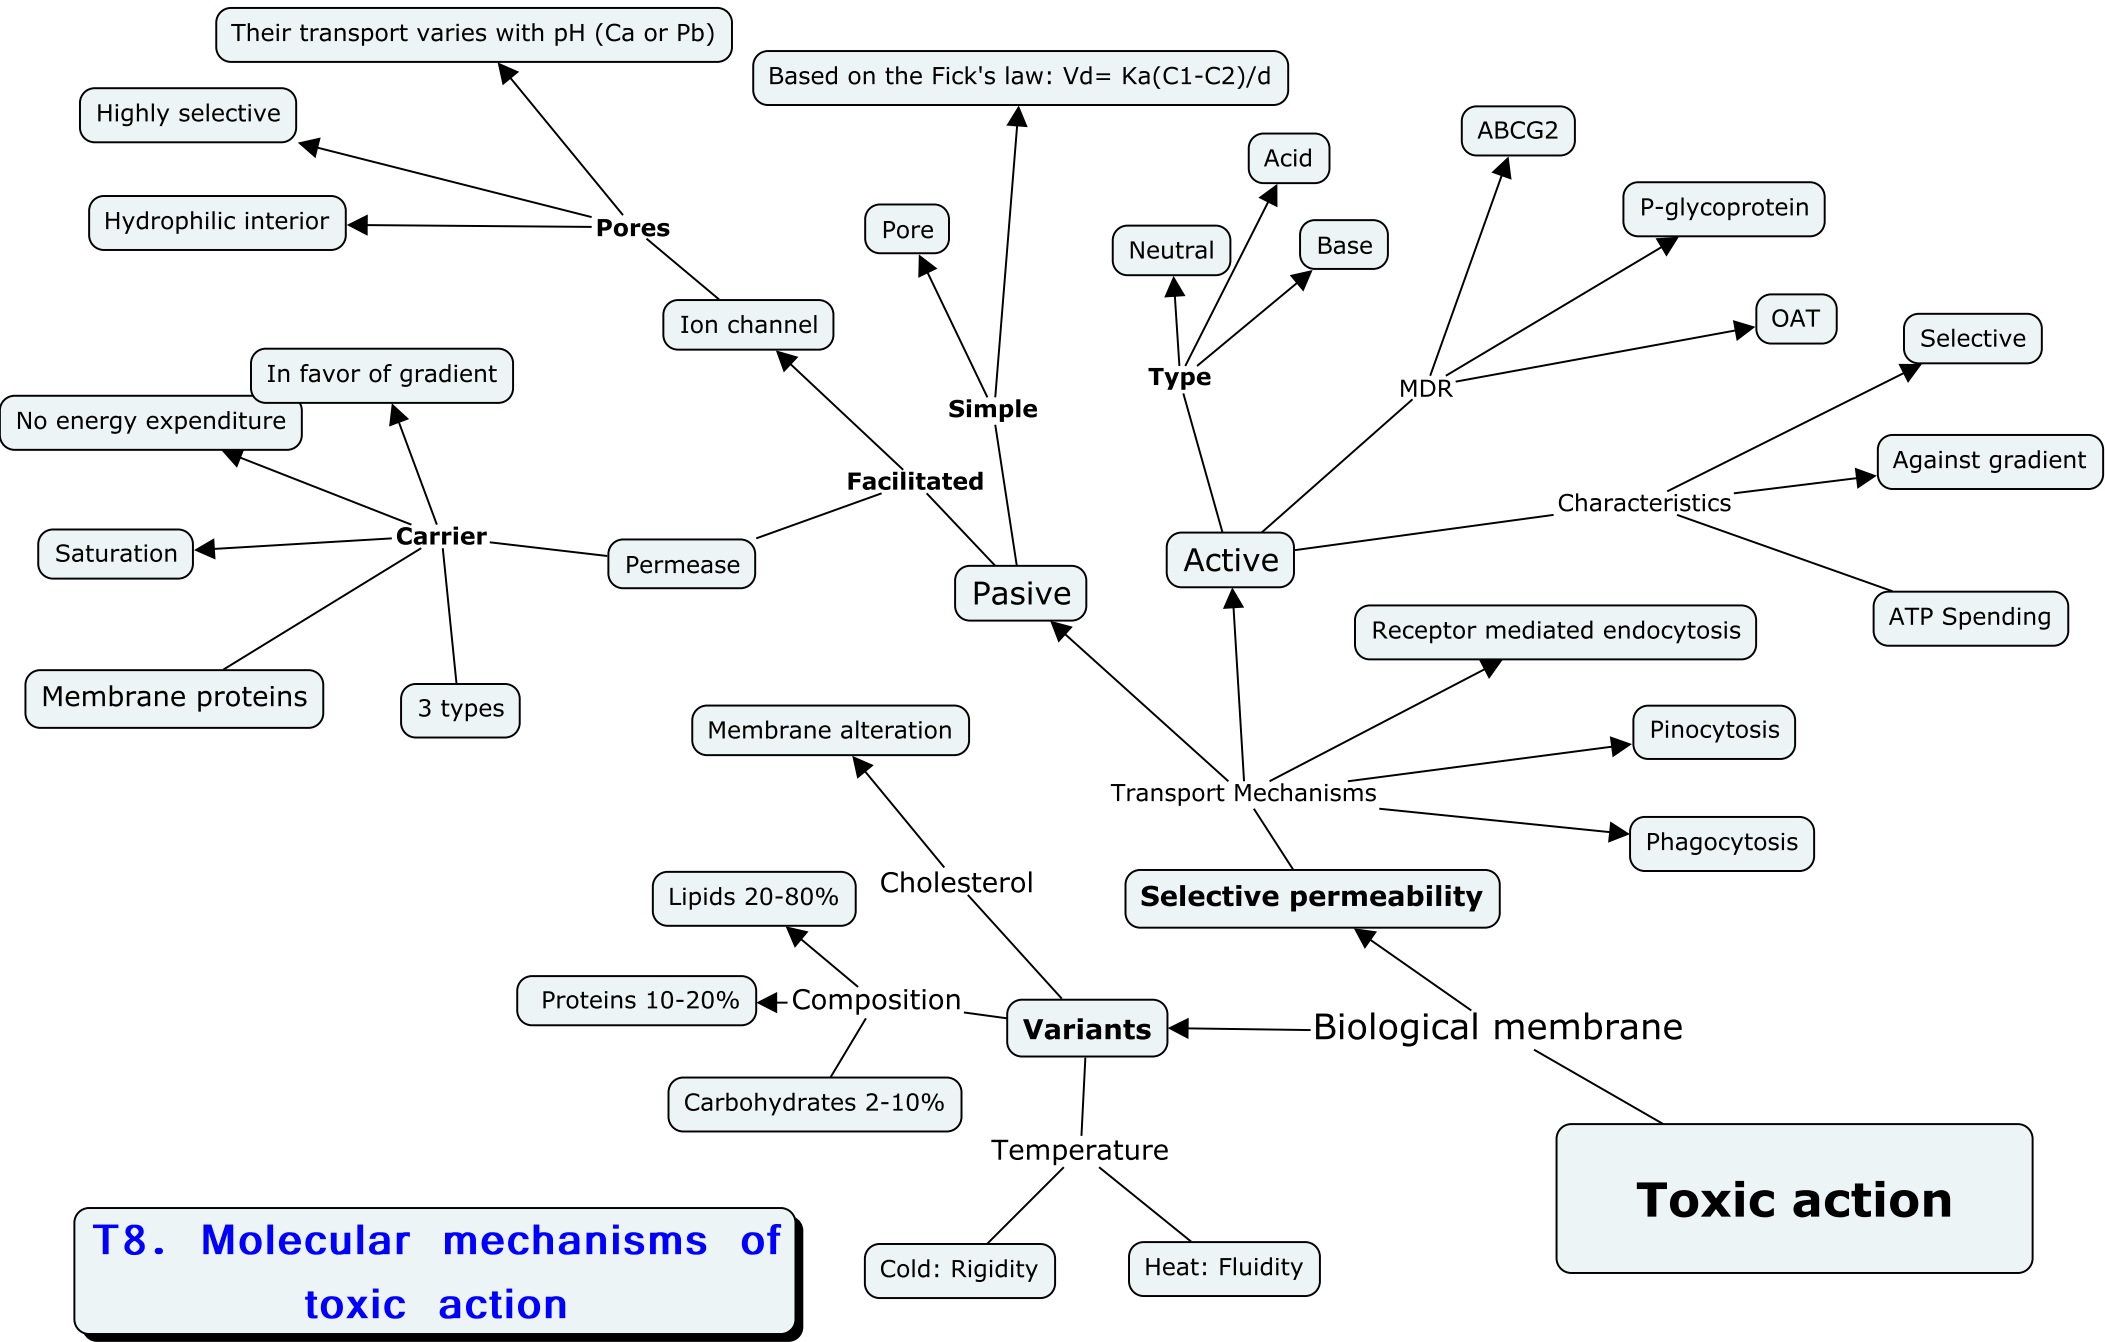 Their transport varies with pH (Ca or Pb)
Based on the Fick's law: Vd= Ka(C1-C2)/d
Highly selective
ABCG2
Acid
Hydrophilic interior
Pores
Pore
Neutral
Base
P-glycoprotein
Ion channel
OAT
Selective
In favor of gradient
Type
MDR
No energy expenditure
Simple
Against gradient
Facilitated
Characteristics
Carrier
Saturation
Permease
Active
Pasive
ATP Spending
Receptor mediated endocytosis
Membrane proteins
3 types
Membrane alteration
Pinocytosis
Transport Mechanisms
Phagocytosis
Cholesterol
Lipids 20-80%
Selective permeability
Proteins 10-20%
Composition
Variants
Biological membrane
Carbohydrates 2-10%
Temperature
Toxic action
Cold: Rigidity
Heat: Fluidity
T8. Molecular mechanisms of
toxic action